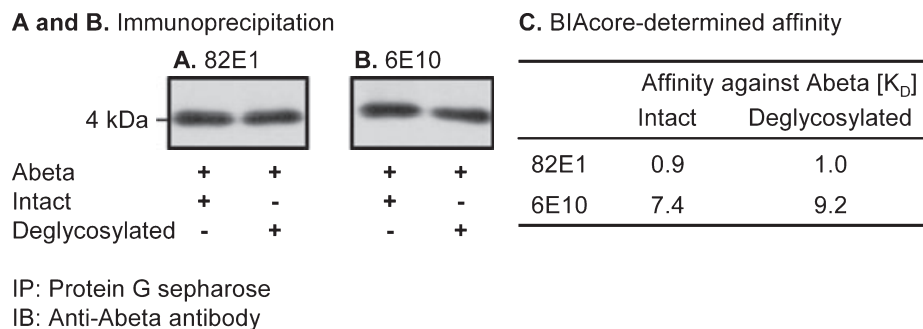 A and B. Immunoprecipitation
A. 82E1
B. 6E10
4 kDa
Abeta + + + +
Intact + - + -
Deglycosylated - + - +
IP: Protein G sepharose
IB: Anti-Abeta antibody
C. BIAcore-determined affinity
Affinity against Abeta [KD]
Intact Deglycosylated
82E1 0.9 1.0
6E10 7.4 9.2